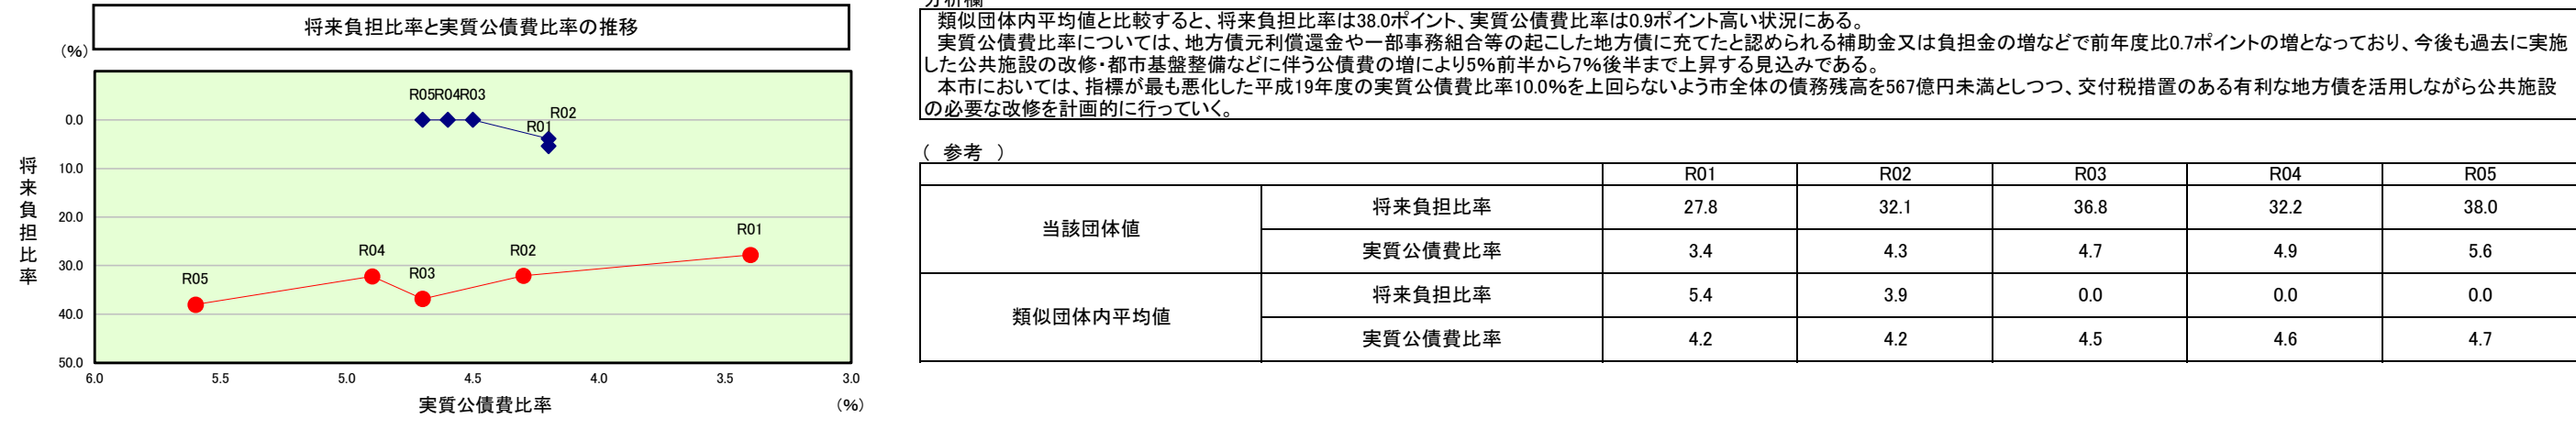 将来負担比率と実質公債費比率の推移
(%)
R05 R04 R03
R02
R01
0.0
10.0
20.0
30.0
40.0
50.0
将来負担比率
R01
R02
R03
R04
R05
6.0 5.5 5.0 4.5 4.0 3.5 3.0
実質公債費比率
(%)
分析欄
類似団体内平均値と比較すると、将来負担比率は38.0ポイント、実質公債費比率は0.9ポイント高い状況にある。
実質公債費比率については、地方債元利償還金や一部事務組合等の起こした地方債に充てたと認められる補助金又は負担金の増などで前年度比0.7ポイントの増となっており、今後も過去に実施
した公共施設の改修・都市基盤整備などに伴う公債費の増により5%前半から7%後半まで上昇する見込みである。
本市においては、指標が最も悪化した平成19年度の実質公債費比率10.0%を上回らないよう市全体の債務残高を567億円未満としつつ、交付税措置のある有利な地方債を活用しながら公共施設
の必要な改修を計画的に行っていく。
( 参考 )
R01 R02 R03 R04 R05
当該団体値
将来負担比率 27.8 32.1 36.8 32.2 38.0
実質公債費比率 3.4 4.3 4.7 4.9 5.6
類似団体内平均値
将来負担比率 5.4 3.9 0.0 0.0 0.0
実質公債費比率 4.2 4.2 4.5 4.6 4.7